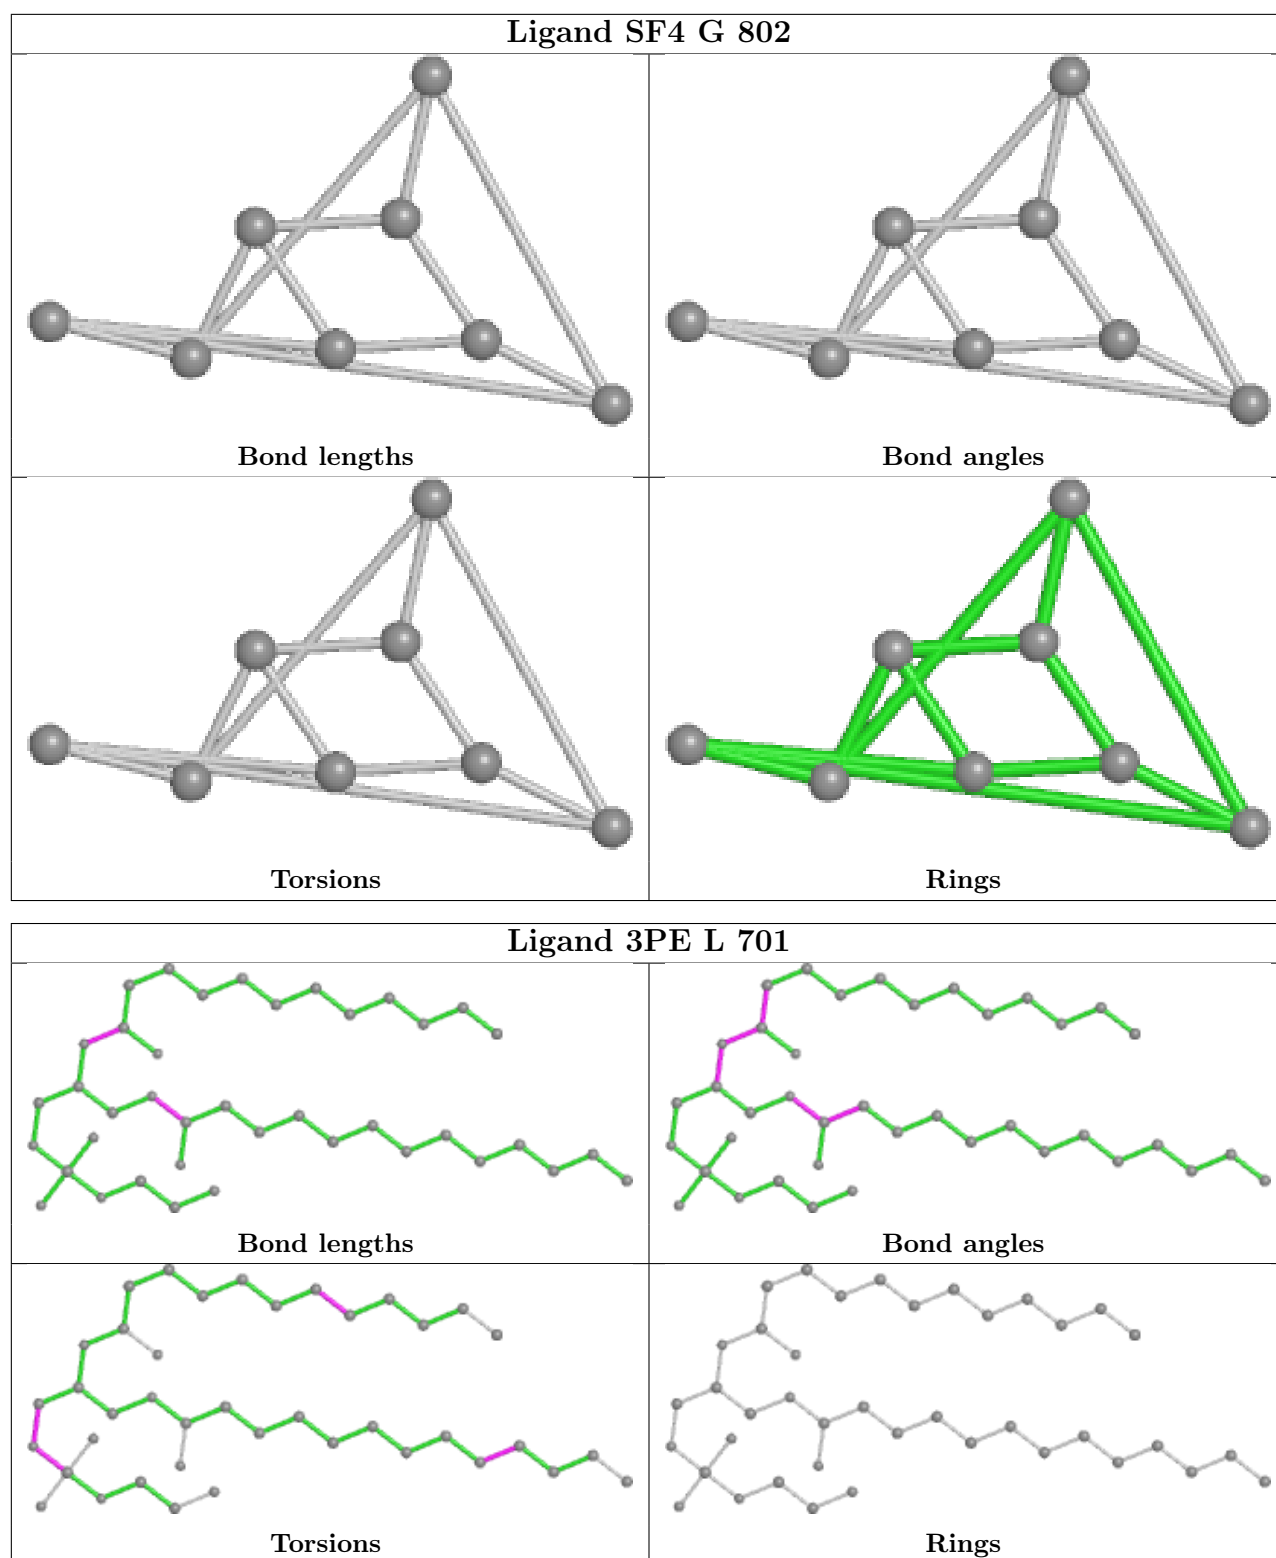 Ligand SF4 G 802
Bond lengths
Bond angles
Torsions
Rings
Ligand 3PE L 701
Bond lengths
Bond angles
Torsions
Rings